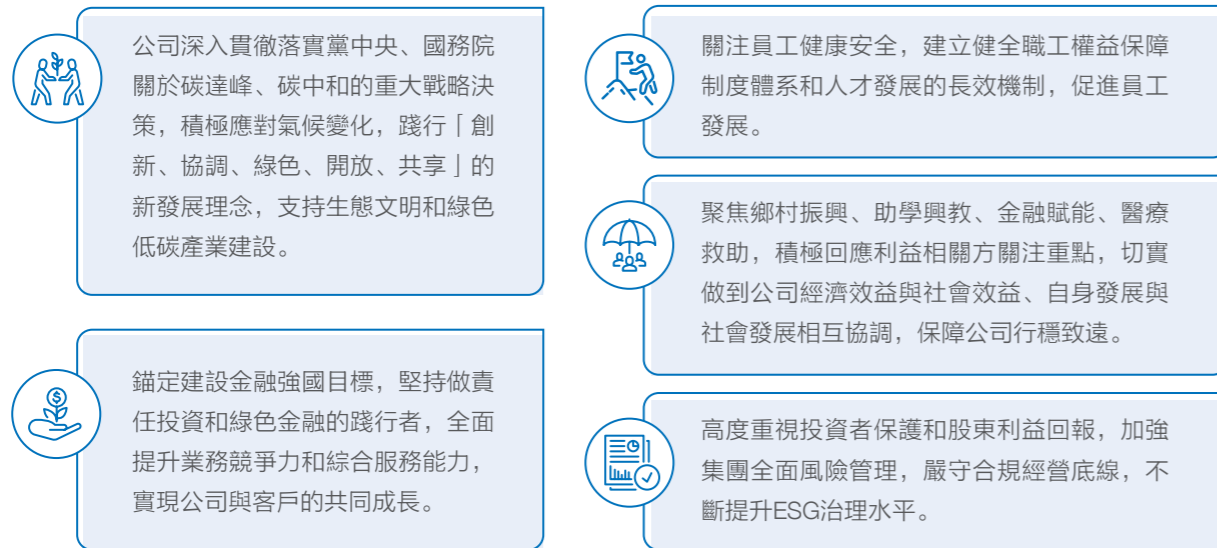 公司深入貫徹落實黨中央、國務院
關於碳達峰、碳中和的重大戰略決
策，積極應對氣候變化，踐行「創
新、協調、綠色、開放、共享」的
新發展理念，支持生態文明和綠色
低碳產業建設。
錨定建設金融強國目標，堅持做責
任投資和綠色金融的踐行者，全面
提升業務競爭力和綜合服務能力，
實現公司與客戶的共同成長。
關注員工健康安全，建立健全職工權益保障
制度體系和人才發展的長效機制，促進員工
發展。
聚焦鄉村振興、助學興教、金融賦能、醫療
救助，積極回應利益相關方關注重點，切實
做到公司經濟效益與社會效益、自身發展與
社會發展相互協調，保障公司行穩致遠。
高度重視投資者保護和股東利益回報，加強
集團全面風險管理，嚴守合規經營底線，不
斷提升ESG治理水平。